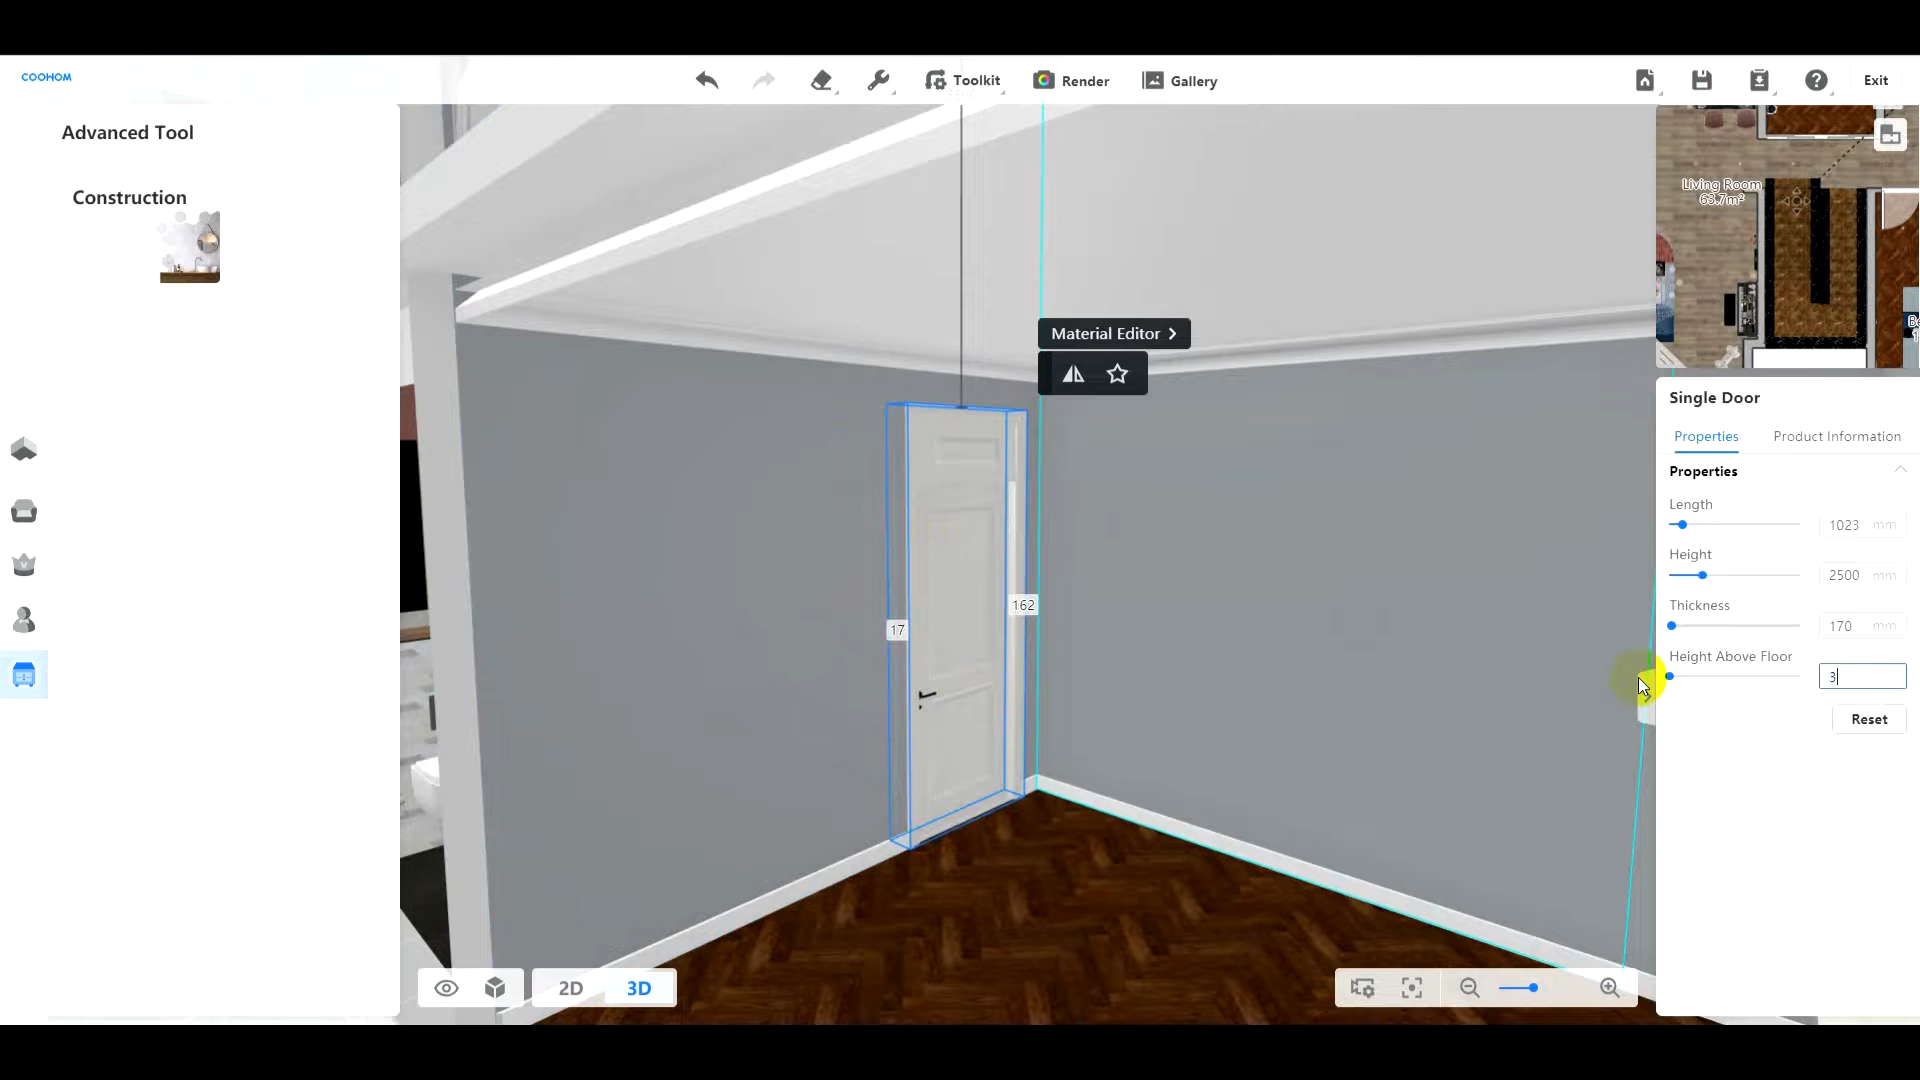 COOHOM
Toolkit
Render
Gallery
Exit
Advanced Tool
Construction
Living Room
63.7m²
Material Editor
17
162
Single Door
Properties
Product Information
Properties
Length
1023 mm
Height
2500 mm
Thickness
170 mm
Height Above Floor
3
Reset
2D
3D